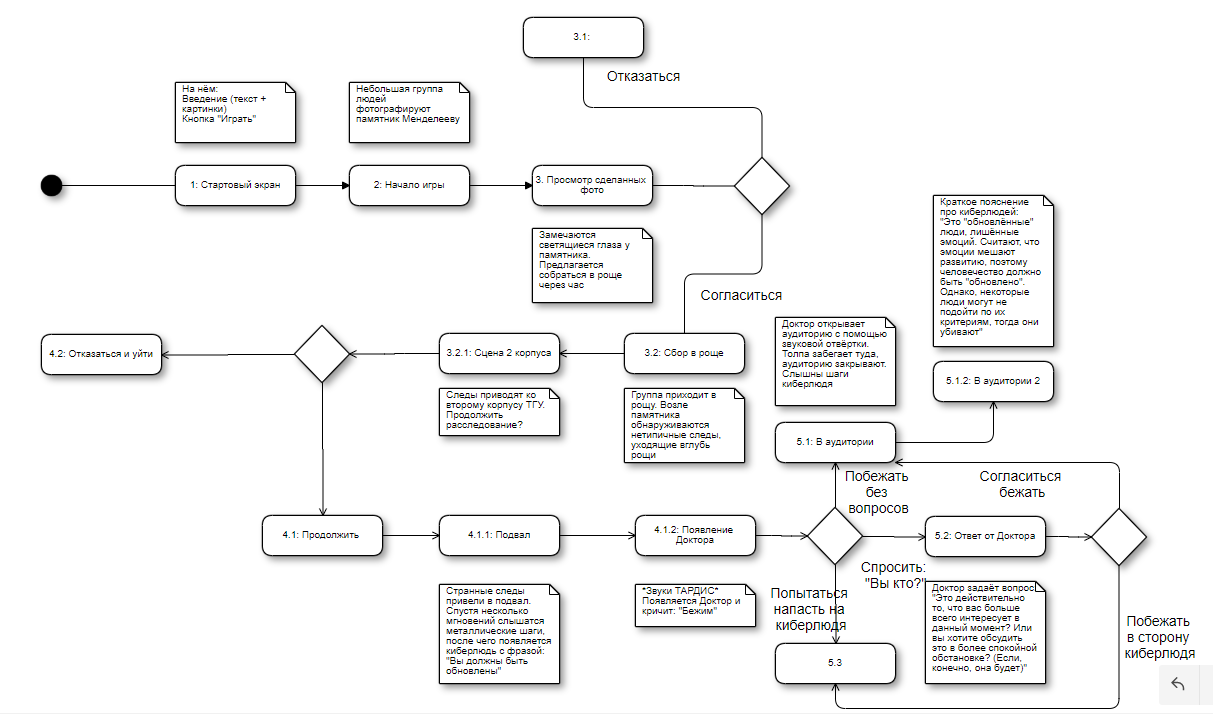 3.1:
Отказаться
На нём:
Введение (текст +
картинки)
Кнопка "Играть"
Небольшая группа
людей
фотографируют
памятник Менделееву
1: Стартовый экран
2: Начало игры
3. Просмотр сделанных
фото
Замечаются
светящиеся глаза у
памятника.
Предлагается
собраться в роще
через час
Согласиться
Краткое пояснение
про киберлюдей:
"Это "обновлённые"
люди, лишённые
эмоций. Считают, что
эмоции мешают
развитию, поэтому
человечество должно
быть "обновлено".
Однако, некоторые
люди могут не
подойти по их
критериям, тогда они
убивают"
4.2: Отказаться и уйти
3.2.1: Сцена 2 корпуса
3.2: Сбор в роще
Доктор открывает
аудиторию с помощью
звуковой отвёртки.
Толпа забегает туда,
аудиторию закрывают.
Слышны шаги
киберлюдя
5.1.2: В аудитории 2
Следы приводят ко
второму корпусу ТГУ.
Продолжить
расследование?
Группа приходит в
рощу. Возле
памятника
обнаруживаются
нетипичные следы,
уходящие вглубь
рощи
5.1: В аудитории
Побежать
без
вопросов
Согласиться
бежать
4.1: Продолжить
4.1.1: Подвал
4.1.2: Появление
Доктора
5.2: Ответ от Доктора
Спросить:
"Вы кто?"
Странные следы
привели в подвал.
Спустя несколько
мгновений слышатся
металлические шаги,
после чего появляется
киберлюдь с фразой:
"Вы должны быть
обновлены"
*Звуки ТАРДИС*
Появляется Доктор и
кричит: "Бежим"
Попытаться
напасть на
киберлюдя
Доктор задаёт вопрос:
"Это действительно
то, что вас больше
всего интересует в
данный момент? Или
вы хотите обсудить
это в более спокойной
обстановке? (Если,
конечно, она будет)"
Побежать
в сторону
киберлюдя
5.3